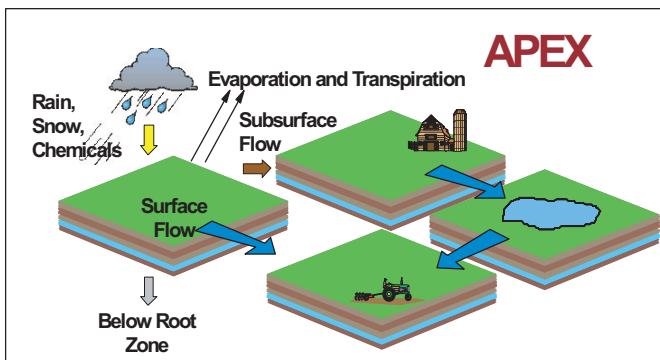 APEX
Evaporation and Transpiration
Rain,
Snow,
Chemicals
Subsurface
Flow
Surface
Flow
Below Root
Zone